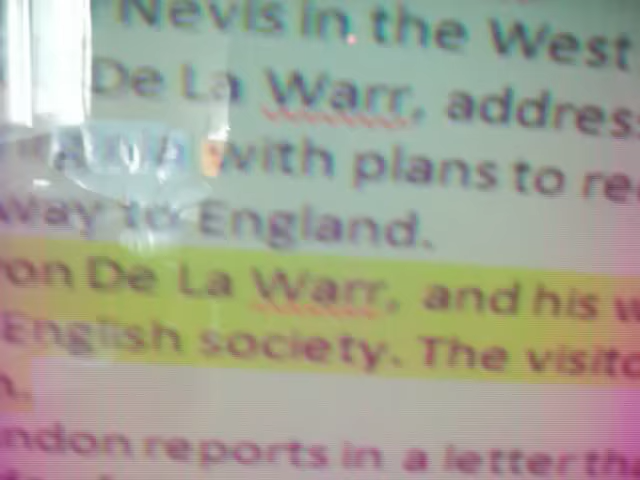 Nevis in the West
De La Warr, address
with plans to re
way to England.
on De La Warr, and his w
English society. The visito
n.
ndon reports in a letter tha